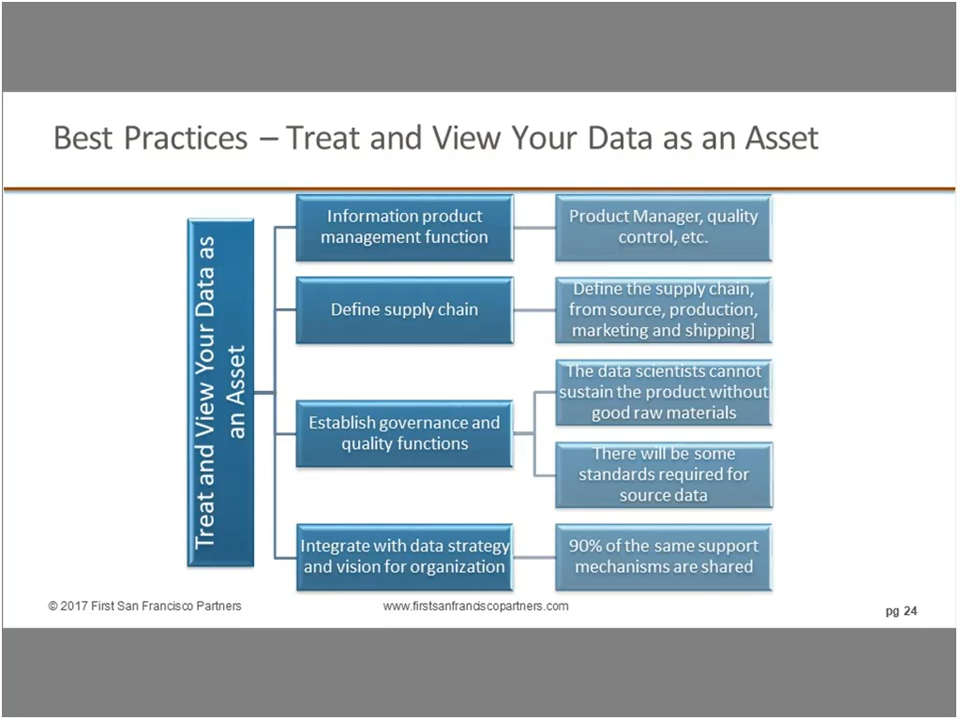 Best Practices – Treat and View Your Data as an Asset
Treat and View Your Data as
an Asset
Information product
management function
Product Manager, quality
control, etc.
Define supply chain
Define the supply chain,
from source, production,
marketing and shipping]
Establish governance and
quality functions
The data scientists cannot
sustain the product without
good raw materials
There will be some
standards required for
source data
Integrate with data strategy
and vision for organization
90% of the same support
mechanisms are shared
© 2017 First San Francisco Partners
www.firstsanfranciscopartners.com
pg 24